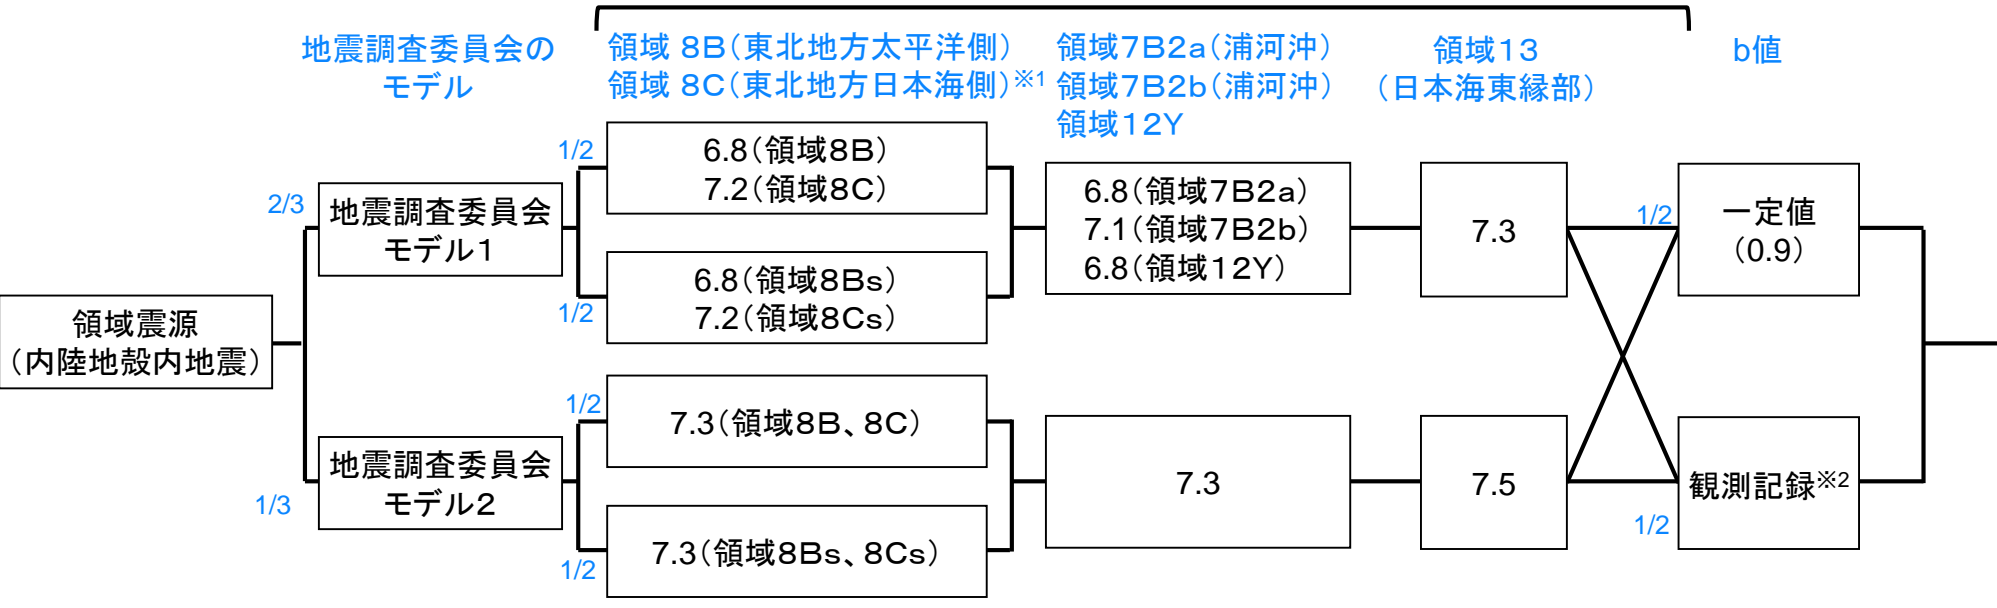 地震調査委員会の
モデル
領域 8B(東北地方太平洋側)
領域 8C(東北地方日本海側)※1
領域7B2a(浦河沖)
領域7B2b(浦河沖)
領域12Y
領域13
(日本海東縁部)
b値
領域震源
(内陸地殻内地震)
2/3
地震調査委員会
モデル1
1/3
地震調査委員会
モデル2
1/2
6.8(領域8B)
7.2(領域8C)
1/2
6.8(領域8Bs)
7.2(領域8Cs)
1/2
7.3(領域8B、8C)
1/2
7.3(領域8Bs、8Cs)
6.8(領域7B2a)
7.1(領域7B2b)
6.8(領域12Y)
7.3
7.3
7.5
1/2
一定値
(0.9)
1/2
観測記録※2